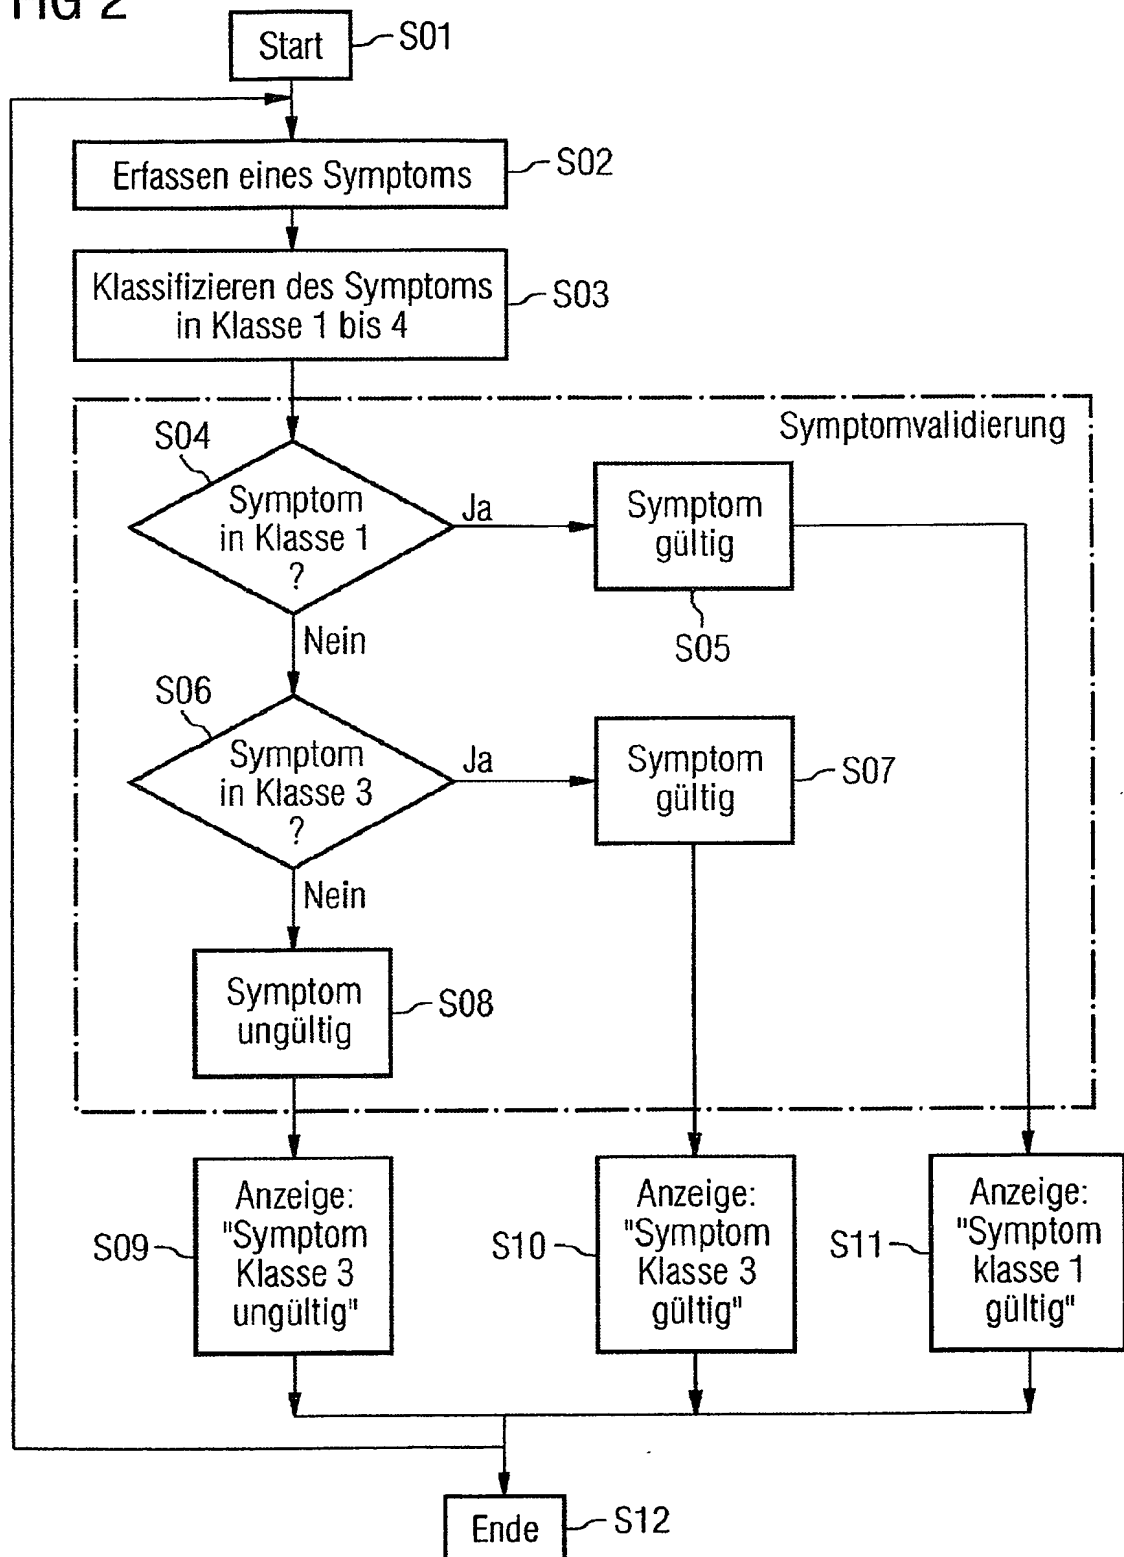 FIG 2
Start
S01
Erfassen eines Symptoms
S02
Klassifizieren des Symptoms
in Klasse 1 bis 4
S03
Symptomvalidierung
S04
Symptom
in Klasse 1
?
Ja
Symptom
gültig
S05
Nein
S06
Symptom
in Klasse 3
?
Ja
Symptom
gültig
S07
Nein
Symptom
ungültig
S08
S09
Anzeige:
"Symptom
Klasse 3
ungültig"
S10
Anzeige:
"Symptom
Klasse 3
gültig"
S11
Anzeige:
"Symptom
klasse 1
gültig"
Ende
S12